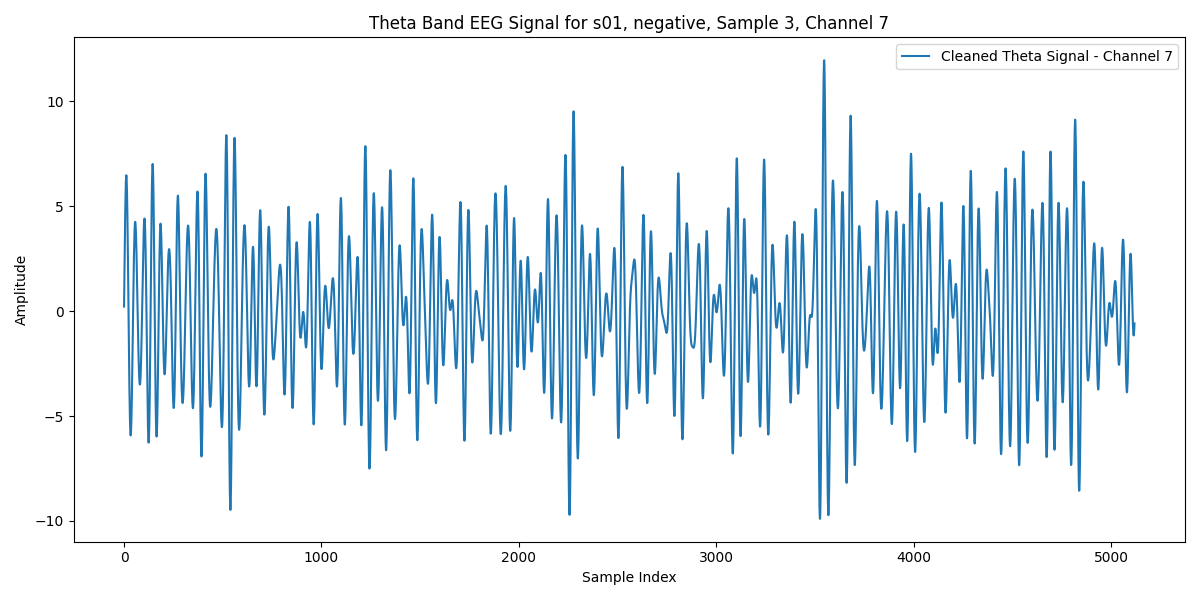 Theta Band EEG Signal for s01, negative, Sample 3, Channel 7
Cleaned Theta Signal - Channel 7
Amplitude
10
5
0
−5
−10
0 1000 2000 3000 4000 5000
Sample Index